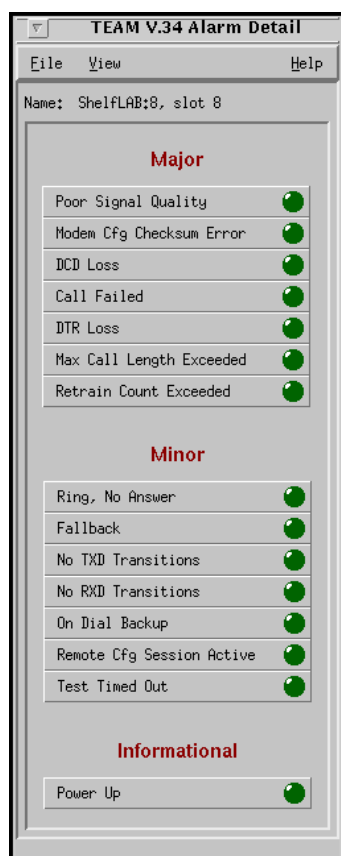 TEAM V.34 Alarm Detail
File View Help
Name: ShelfLAB:8, slot 8
Major
Poor Signal Quality
Modem Cfg Checksum Error
DCD Loss
Call Failed
DTR Loss
Max Call Length Exceeded
Retrain Count Exceeded
Minor
Ring, No Answer
Fallback
No TXD Transitions
No RXD Transitions
On Dial Backup
Remote Cfg Session Active
Test Timed Out
Informational
Power Up